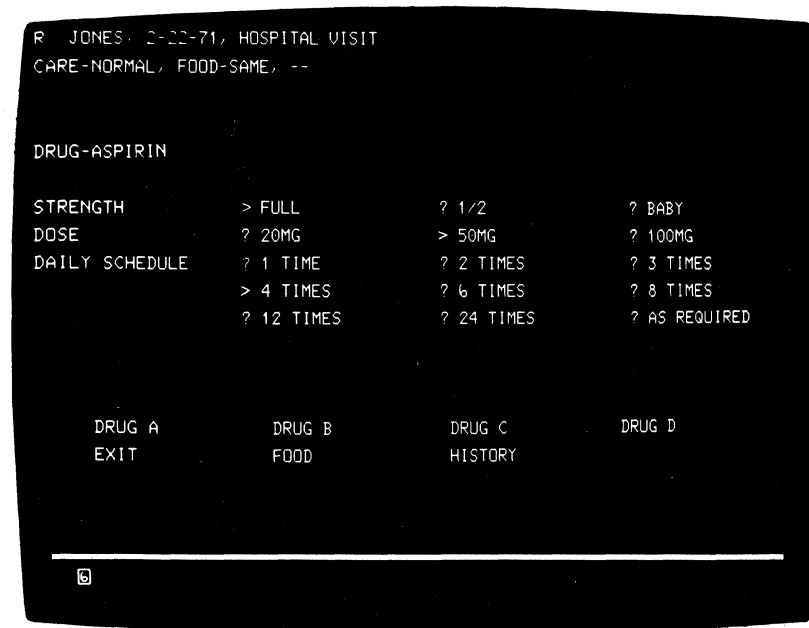 R JONES, 2-22-71, HOSPITAL VISIT
CARE-NORMAL, FOOD-SAME, --
DRUG-ASPIRIN
STRENGTH > FULL ? 1/2 ? BABY
DOSE ? 20MG > 50MG ? 100MG
DAILY SCHEDULE ? 1 TIME ? 2 TIMES ? 3 TIMES
> 4 TIMES ? 6 TIMES ? 8 TIMES
? 12 TIMES ? 24 TIMES ? AS REQUIRED
DRUG A DRUG B DRUG C DRUG D
EXIT FOOD HISTORY
6